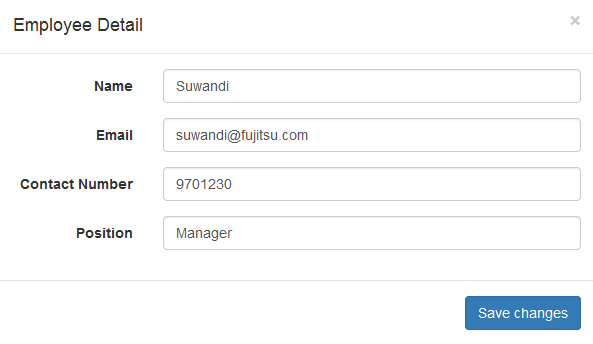 Employee Detail ×
Name Suwandi
Email suwandi@fujitsu.com
Contact Number 9701230
Position Manager
Save changes